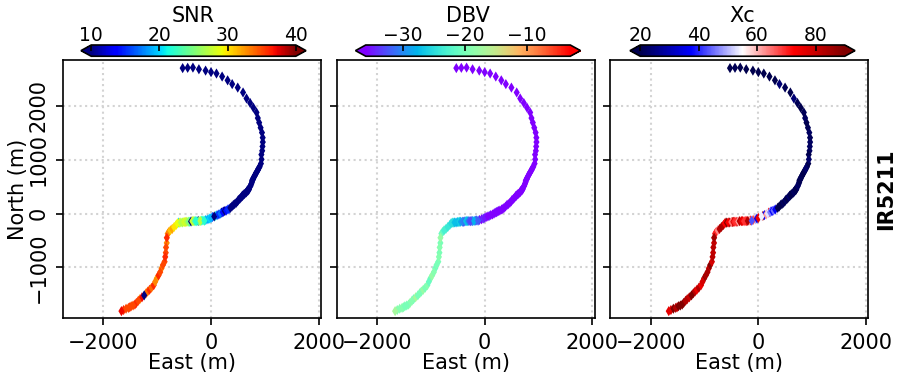 SNR DBV Xc
10 20 30 40 −30 −20 −10 20 40 60 80
2000
1000
0
−1000
North (m)
IR5211
−2000 0 2000 −2000 0 2000 −2000 0 2000
East (m) East (m) East (m)